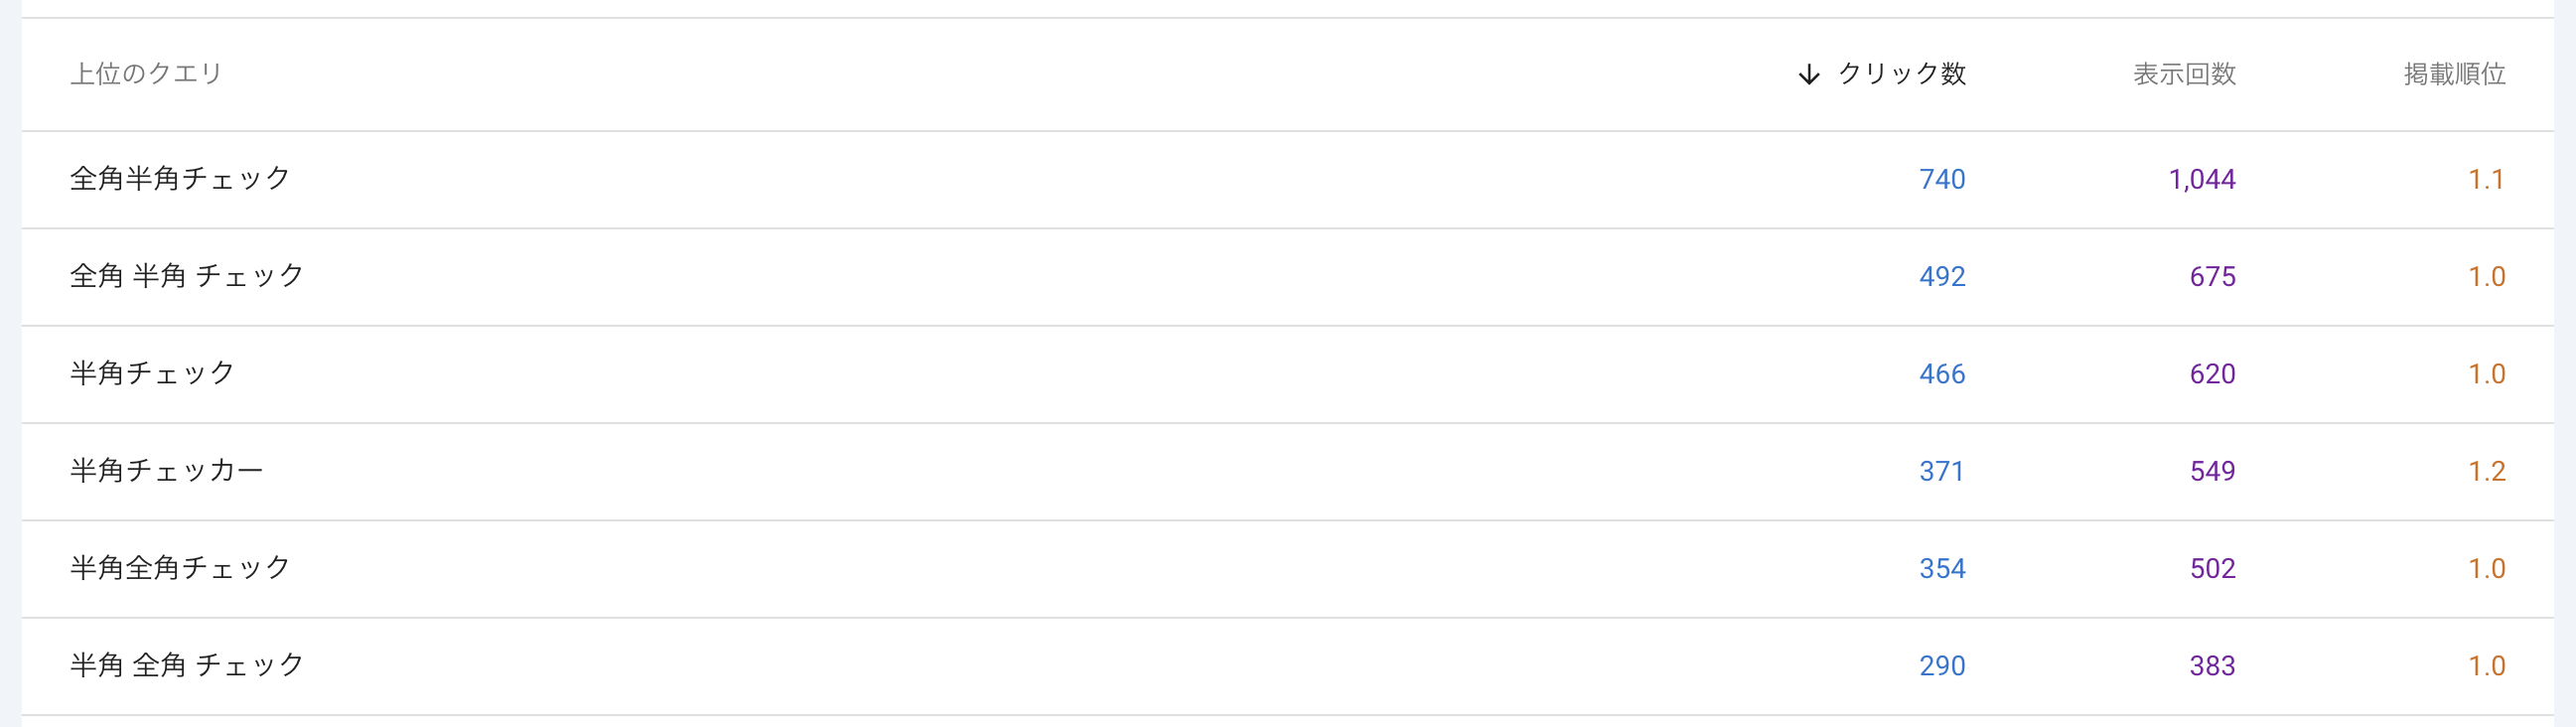 上位のクエリ ↓ クリック数 表示回数 掲載順位
全角半角チェック 740 1,044 1.1
全角 半角 チェック 492 675 1.0
半角チェック 466 620 1.0
半角チェッカー 371 549 1.2
半角全角チェック 354 502 1.0
半角 全角 チェック 290 383 1.0